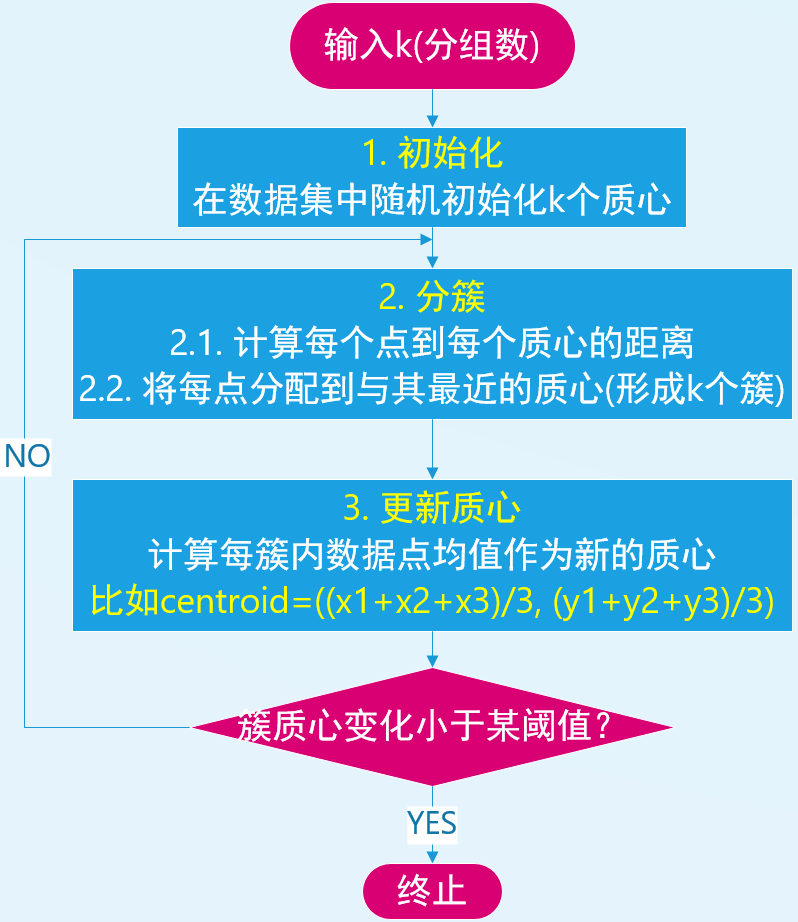 输入k(分组数)
1. 初始化
在数据集中随机初始化k个质心
2. 分簇
2.1. 计算每个点到每个质心的距离
2.2. 将每点分配到与其最近的质心(形成k个簇)
NO
3. 更新质心
计算每簇内数据点均值作为新的质心
比如centroid=((x1+x2+x3)/3, (y1+y2+y3)/3)
簇质心变化小于某阈值？
YES
终止